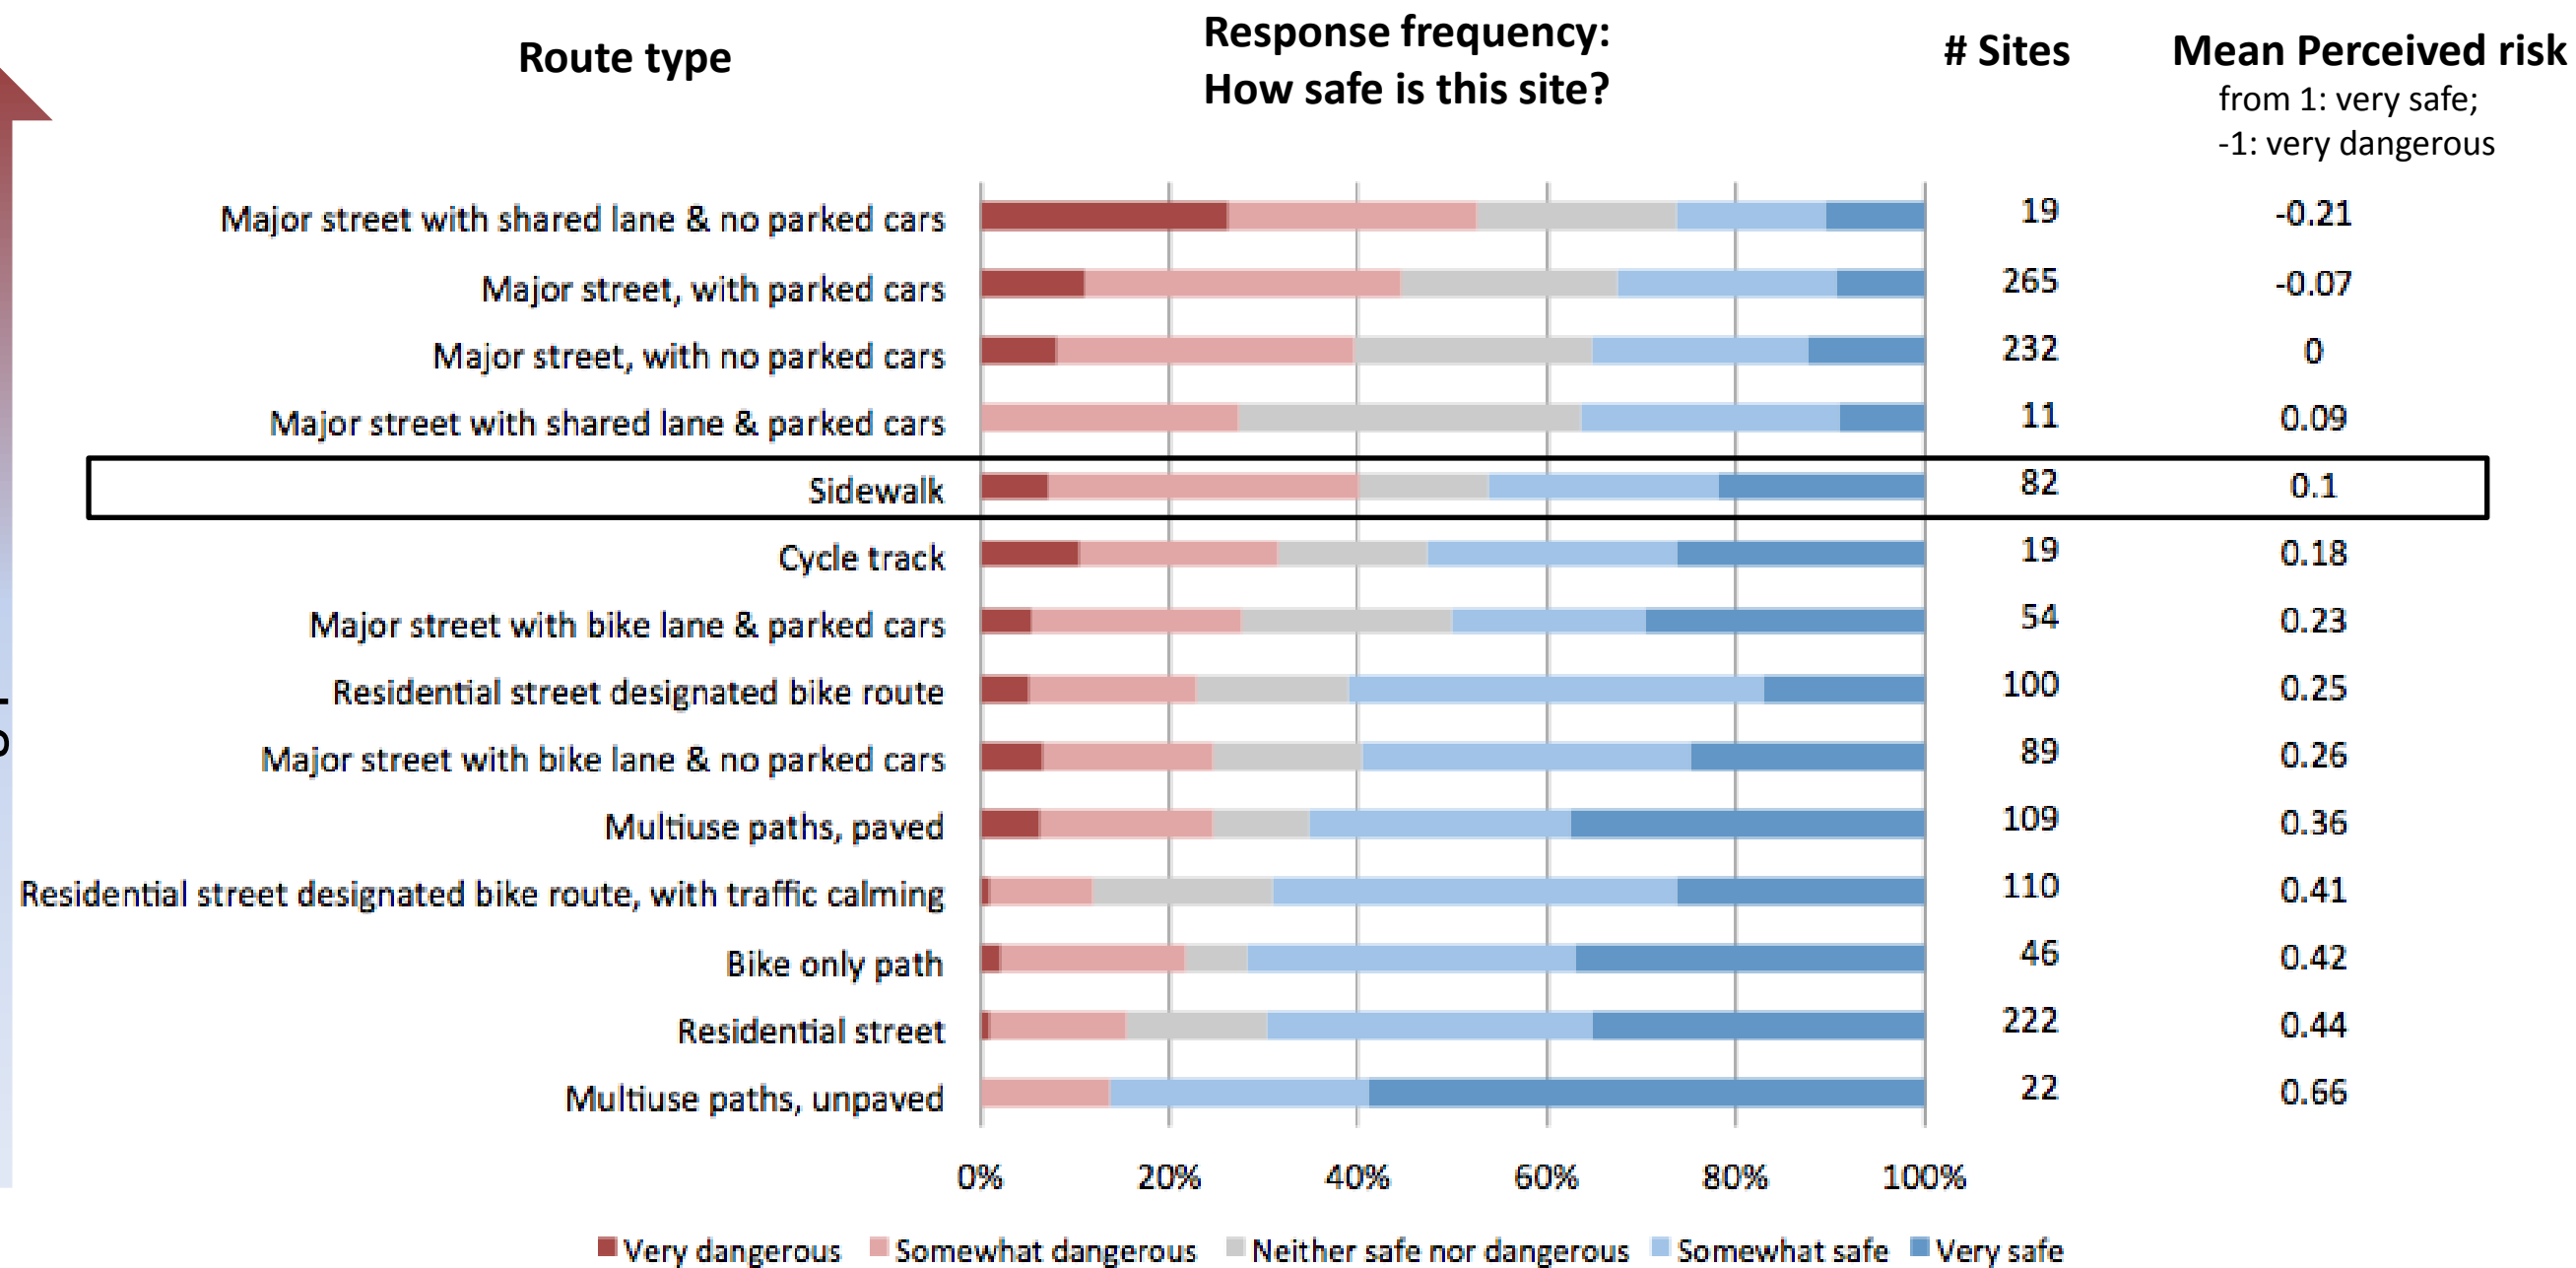 Route type
Response frequency:
How safe is this site?
# Sites
Mean Perceived risk
from 1: very safe;
-1: very dangerous
Major street with shared lane & no parked cars 19 -0.21
Major street, with parked cars 265 -0.07
Major street, with no parked cars 232 0
Major street with shared lane & parked cars 11 0.09
Sidewalk 82 0.1
Cycle track 19 0.18
Major street with bike lane & parked cars 54 0.23
Residential street designated bike route 100 0.25
Major street with bike lane & no parked cars 89 0.26
Multiuse paths, paved 109 0.36
Residential street designated bike route, with traffic calming 110 0.41
Bike only path 46 0.42
Residential street 222 0.44
Multiuse paths, unpaved 22 0.66
0% 20% 40% 60% 80% 100%
Very dangerous Somewhat dangerous Neither safe nor dangerous Somewhat safe Very safe